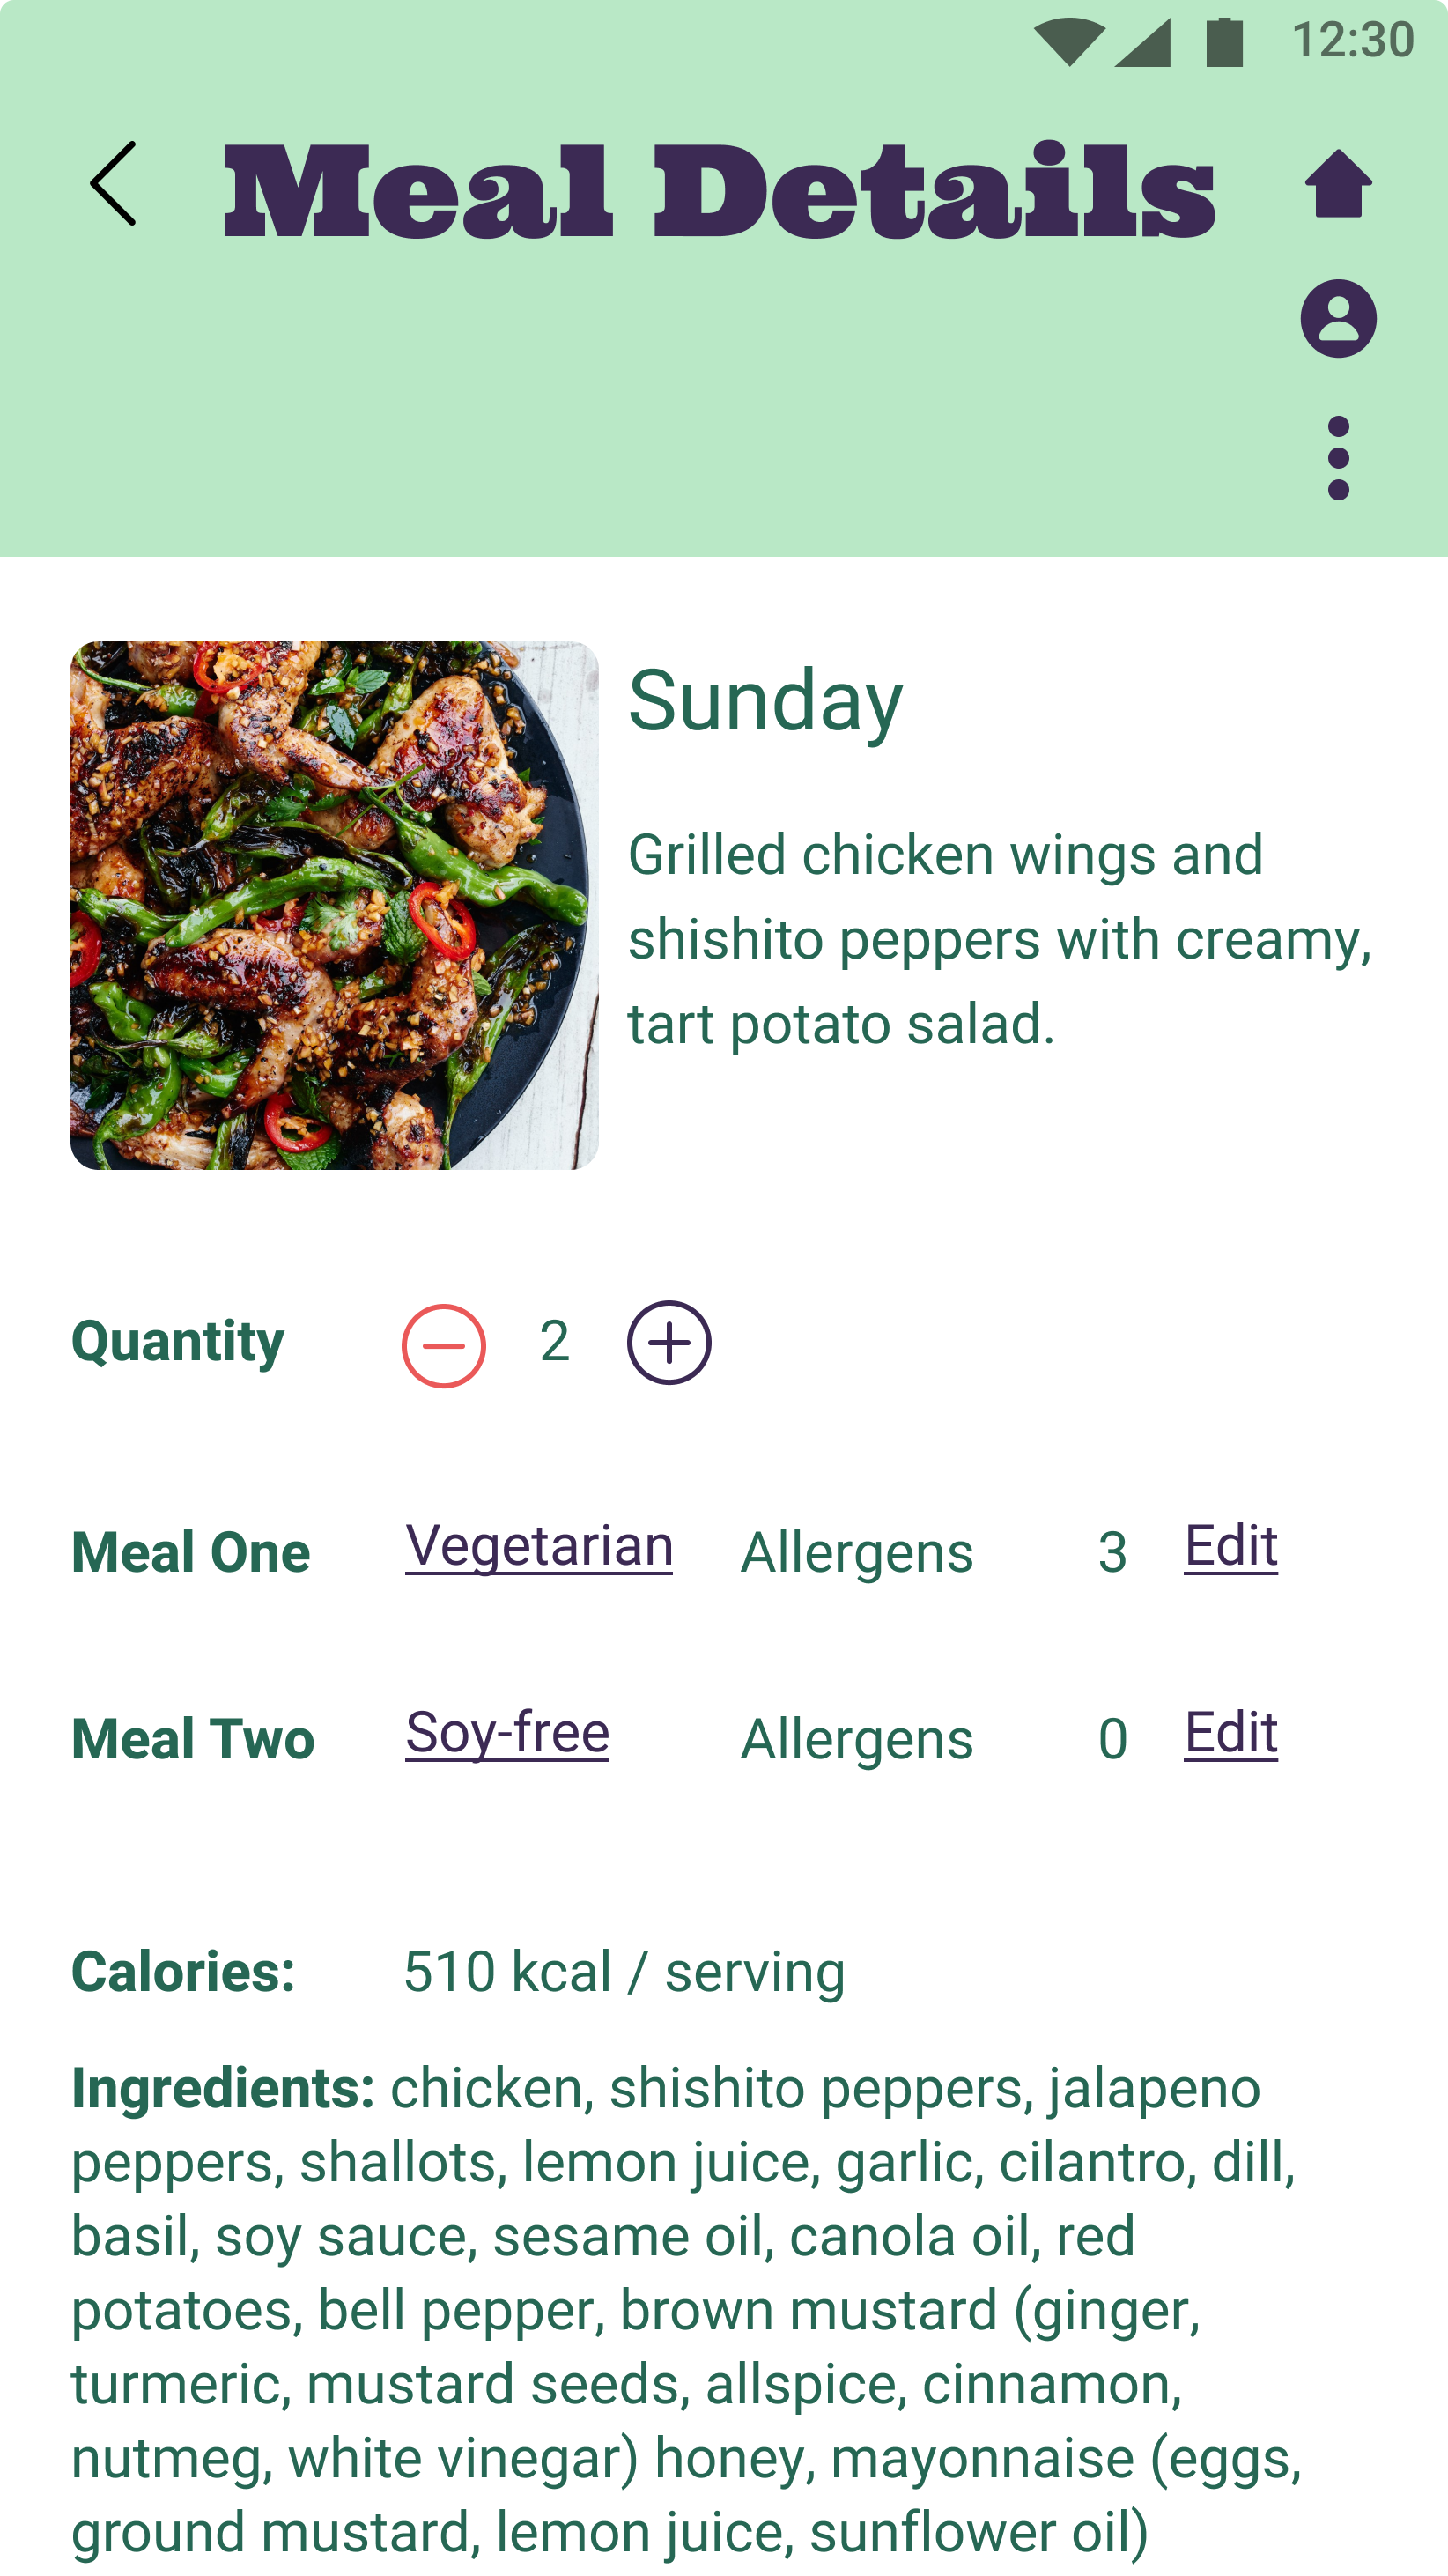 12:30
Meal Details
Sunday
Grilled chicken wings and
shishito peppers with creamy,
tart potato salad.
Quantity 2
Meal One Vegetarian Allergens 3 Edit
Meal Two Soy-free Allergens 0 Edit
Calories: 510 kcal / serving
Ingredients: chicken, shishito peppers, jalapeno
peppers, shallots, lemon juice, garlic, cilantro, dill,
basil, soy sauce, sesame oil, canola oil, red
potatoes, bell pepper, brown mustard (ginger,
turmeric, mustard seeds, allspice, cinnamon,
nutmeg, white vinegar) honey, mayonnaise (eggs,
ground mustard, lemon juice, sunflower oil)